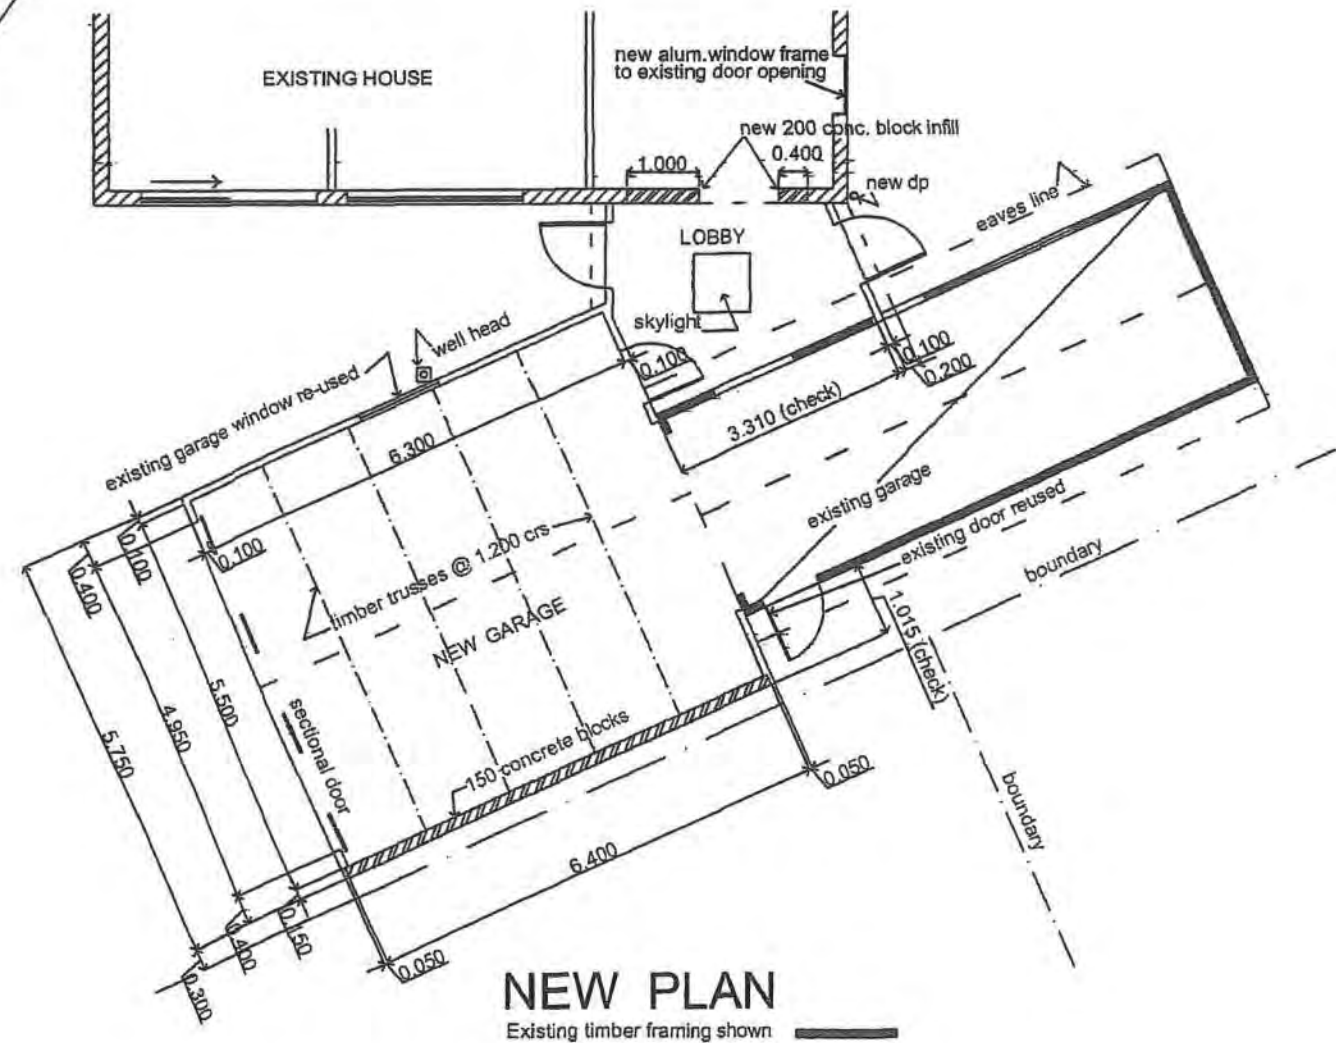 EXISTING HOUSE
new alum.window frame
to existing door opening
new 200 conc. block infill
1.000
0.400
new dp
eaves line
LOBBY
skylight
well head
existing garage window re-used
0.100
0.100
0.200
3.310 (check)
6.300
existing garage
existing door reused
boundary
0.100
0.400
0.100
timber trusses @ 1.200 crs
NEW GARAGE
1.015 (check)
5.750
4.950
5.500
sectional door
150 concrete blocks
0.050
boundary
6.400
0.150
0.400
0.300
0.050
NEW PLAN
Existing timber framing shown